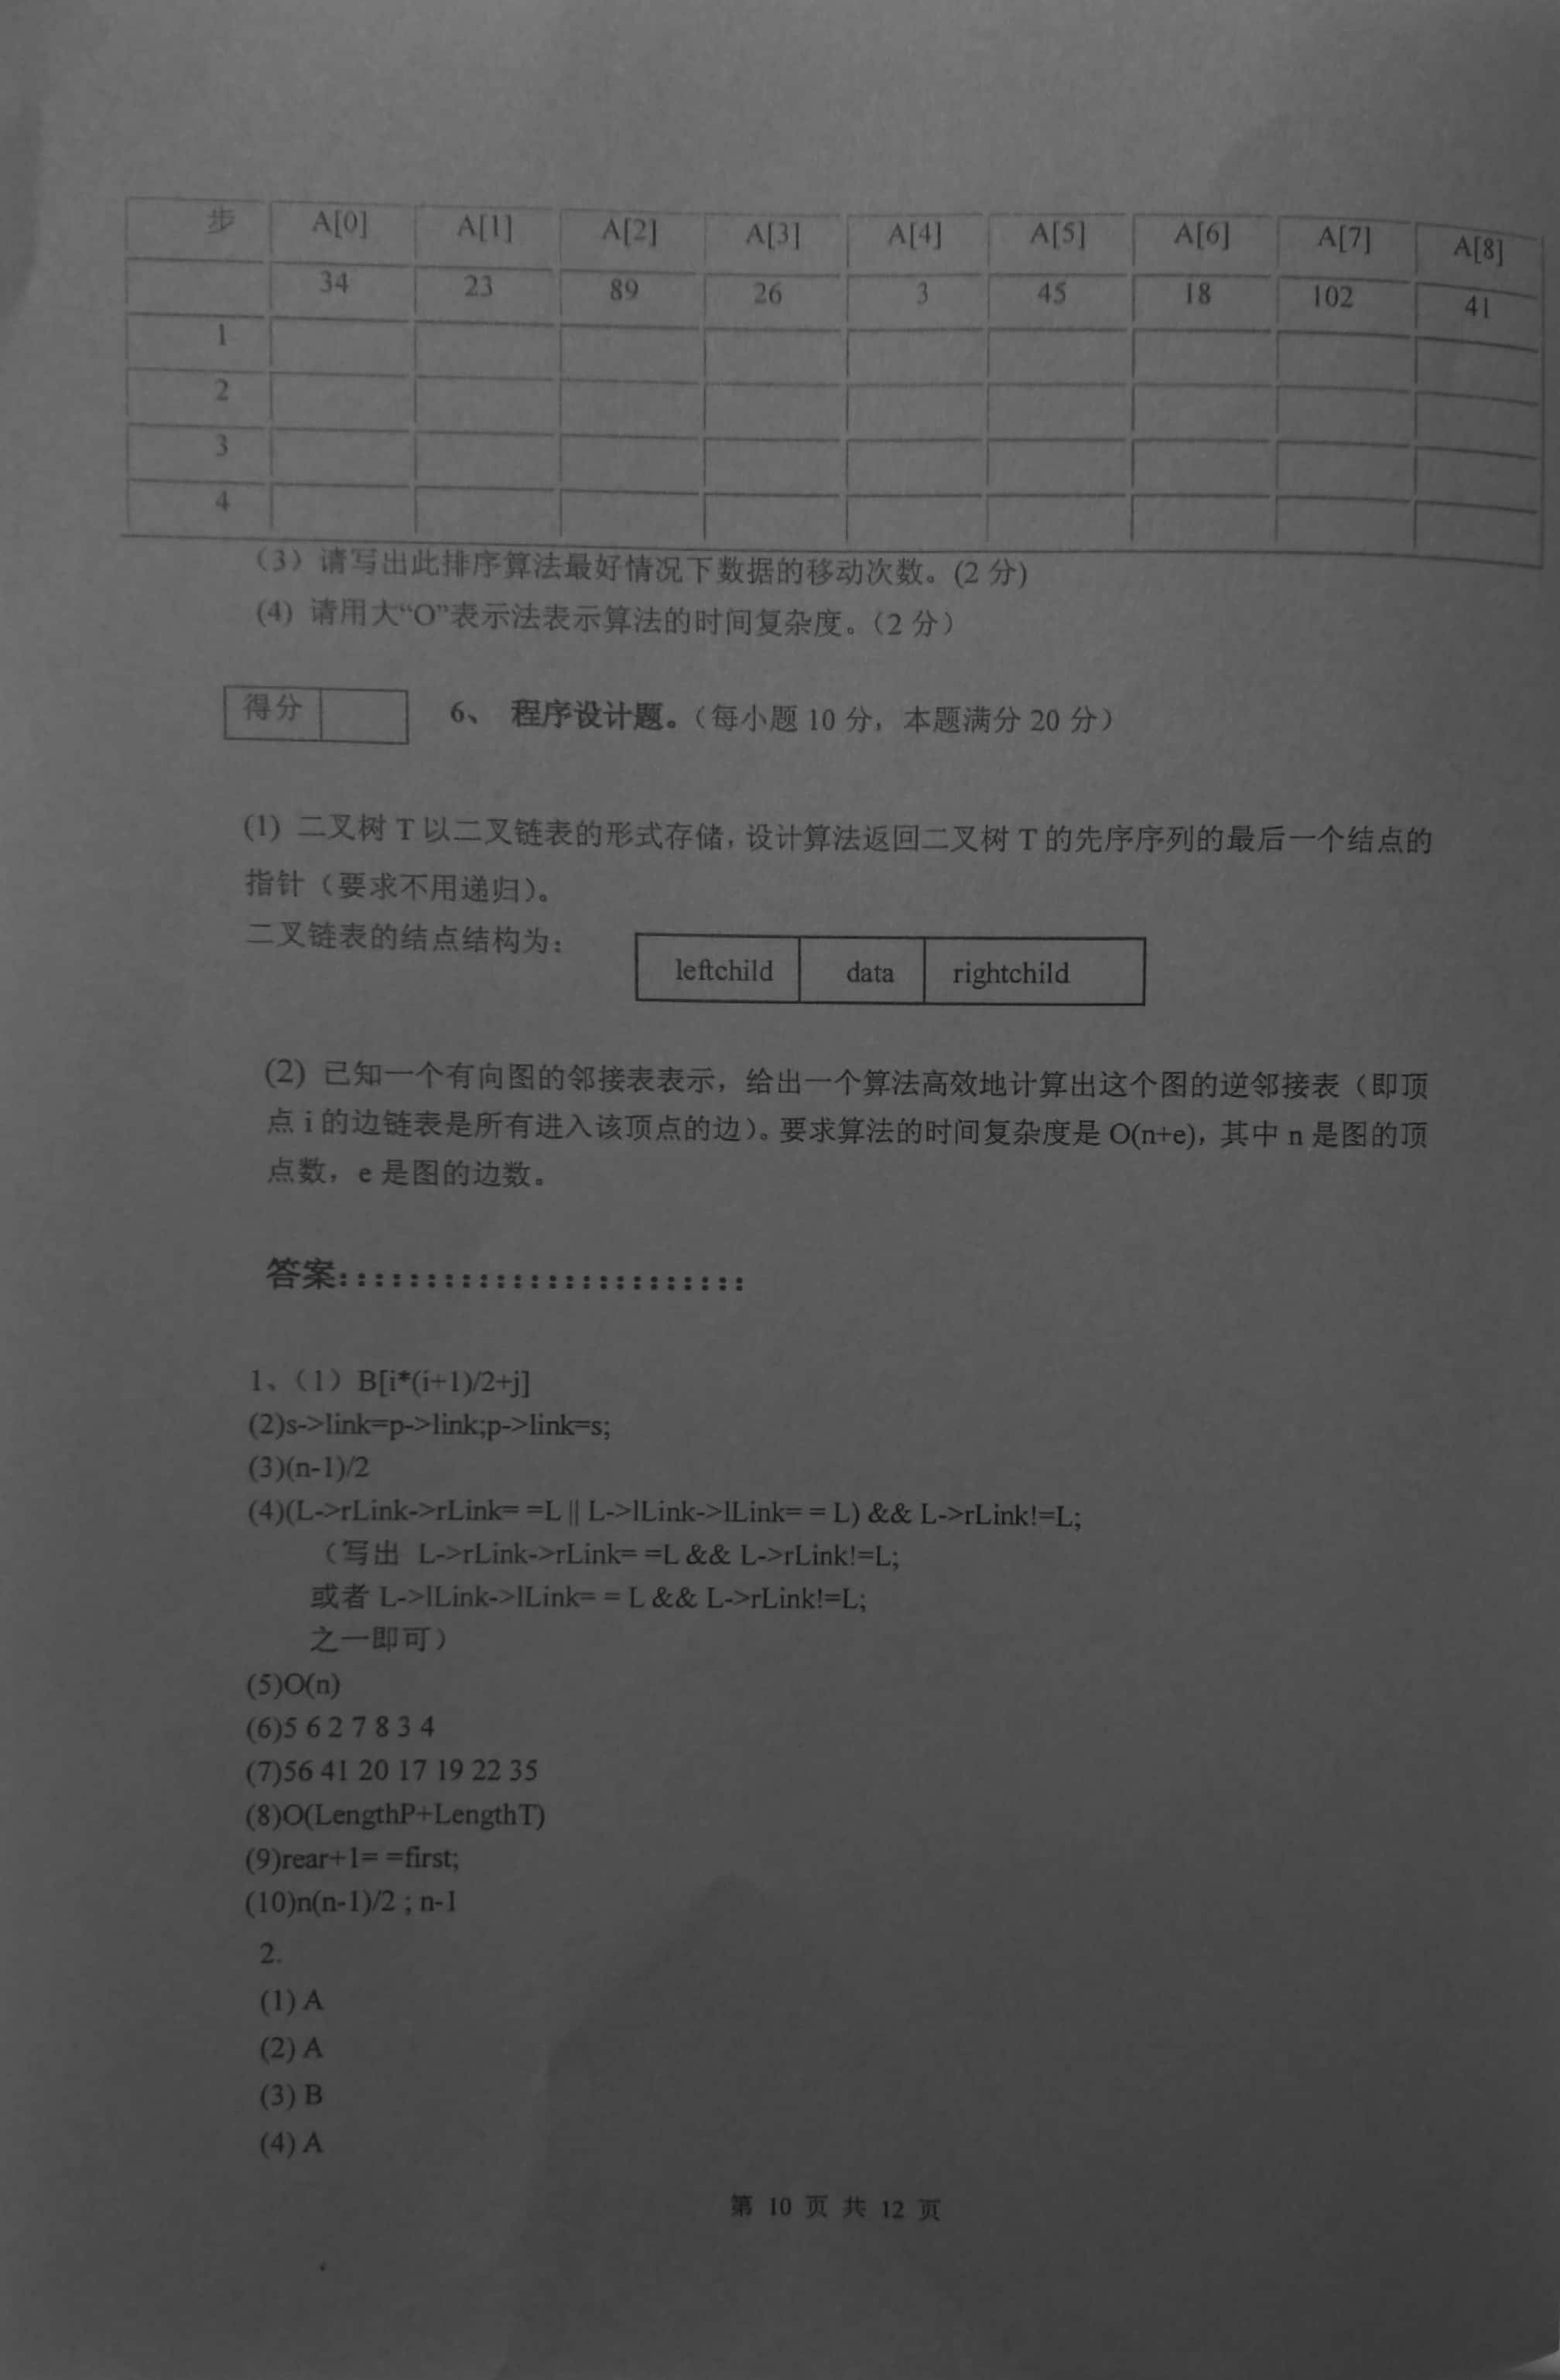 步 A[0] A[1] A[2] A[3] A[4] A[5] A[6] A[7] A[8]
34 23 89 26 3 45 18 102 41
1
2
3
4
（3）请写出此排序算法最好情况下数据的移动次数。(2 分)
(4) 请用大“O”表示法表示算法的时间复杂度。（2 分）
得分
6、 程序设计题。（每小题 10 分，本题满分 20 分）
(1) 二叉树 T 以二叉链表的形式存储，设计算法返回二叉树 T 的先序序列的最后一个结点的
指针（要求不用递归）。
二叉链表的结点结构为：
leftchild data rightchild
(2) 已知一个有向图的邻接表表示，给出一个算法高效地计算出这个图的逆邻接表（即顶
点 i 的边链表是所有进入该顶点的边）。要求算法的时间复杂度是 O(n+e)，其中 n 是图的顶
点数，e 是图的边数。
答案::::::::::::::::::::::::
1、（1）B[i*(i+1)/2+j]
(2)s->link=p->link;p->link=s;
(3)(n-1)/2
(4)(L->rLink->rLink= =L || L->lLink->lLink= = L) && L->rLink!=L;
（写出 L->rLink->rLink= =L && L->rLink!=L;
或者 L->lLink->lLink= = L && L->rLink!=L;
之一即可）
(5)O(n)
(6)5 6 2 7 8 3 4
(7)56 41 20 17 19 22 35
(8)O(LengthP+LengthT)
(9)rear+1= =first;
(10)n(n-1)/2 ; n-1
2.
(1) A
(2) A
(3) B
(4) A
第 10 页 共 12 页